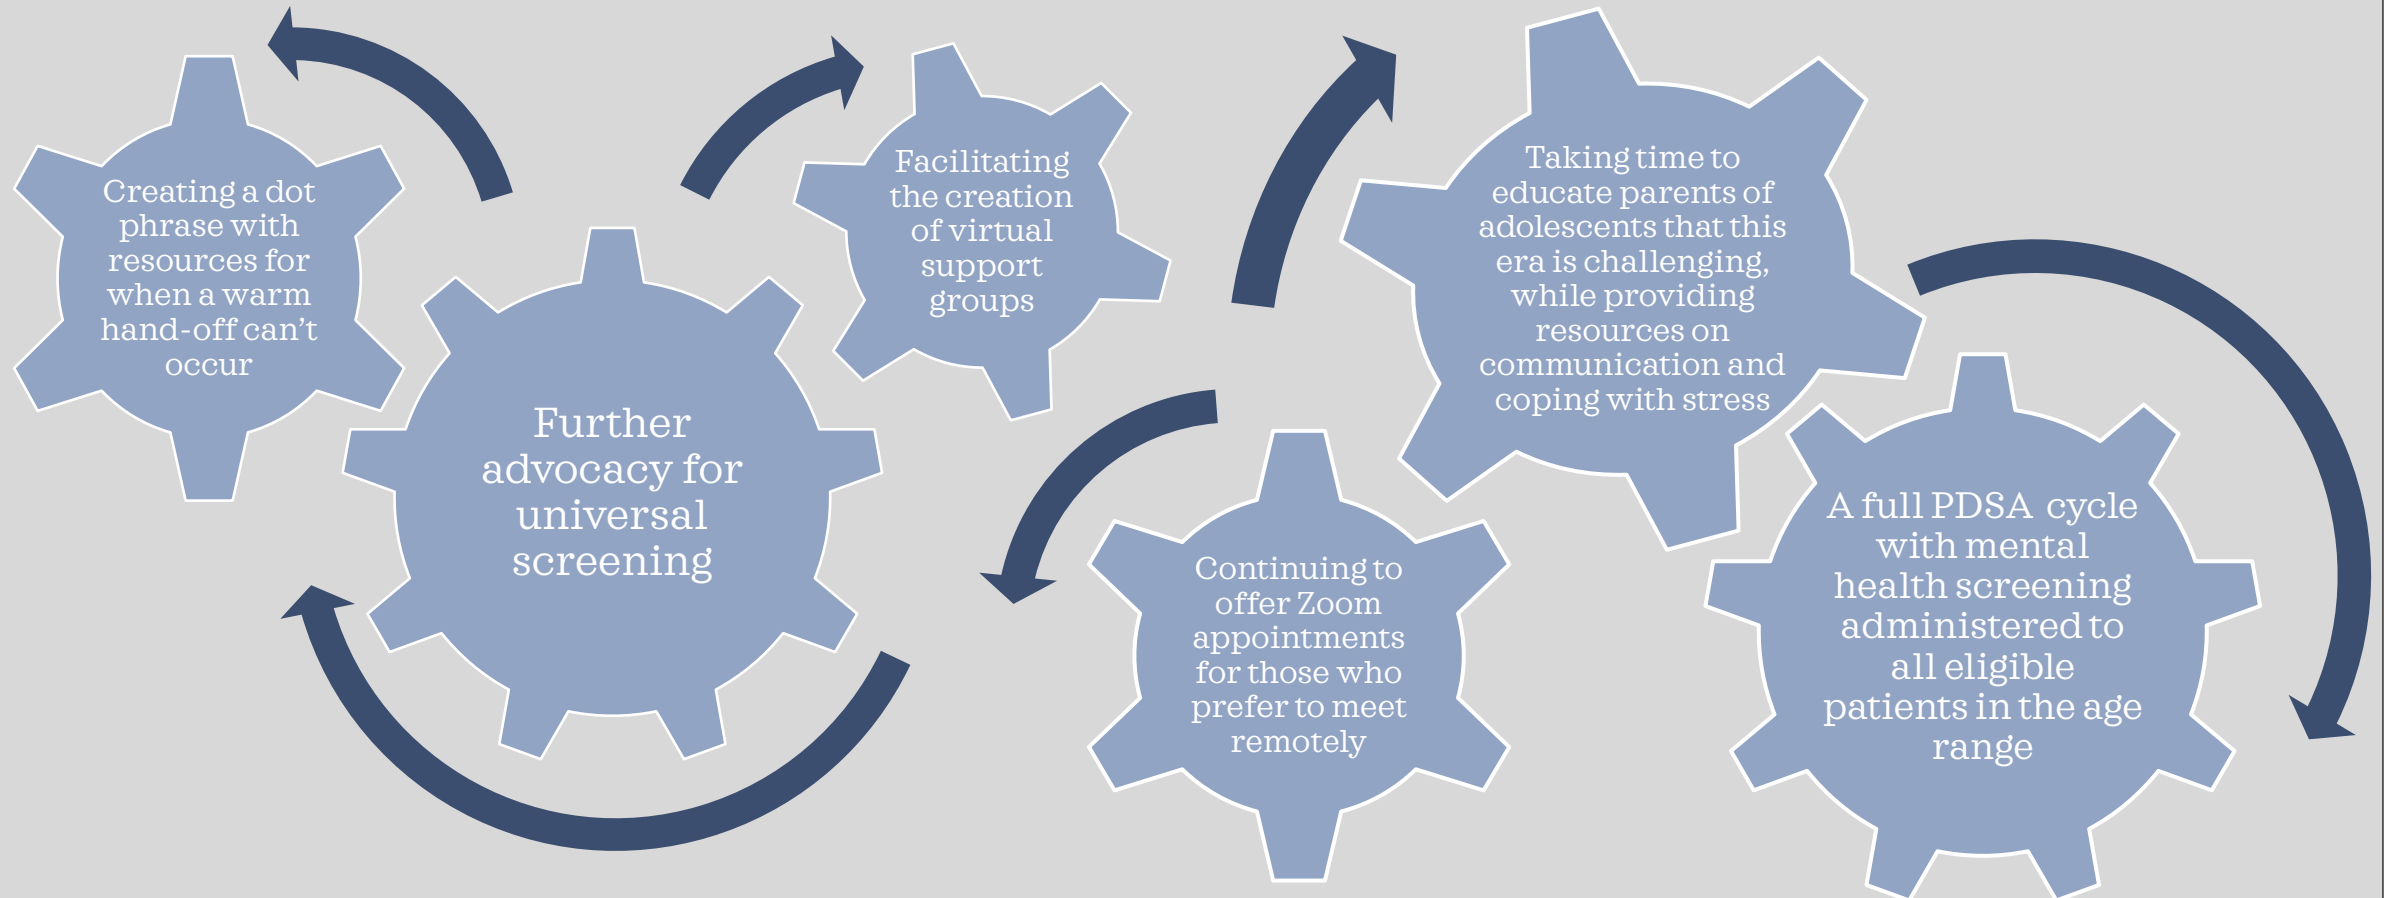 Creating a dot
phrase with
resources for
when a warm
hand-off can’t
occur
Further
advocacy for
universal
screening
Facilitating
the creation
of virtual
support
groups
Continuing to
offer Zoom
appointments
for those who
prefer to meet
remotely
Taking time to
educate parents of
adolescents that this
era is challenging,
while providing
resources on
communication and
coping with stress
A full PDSA  cycle
with mental
health screening
administered to
all eligible
patients in the age
range